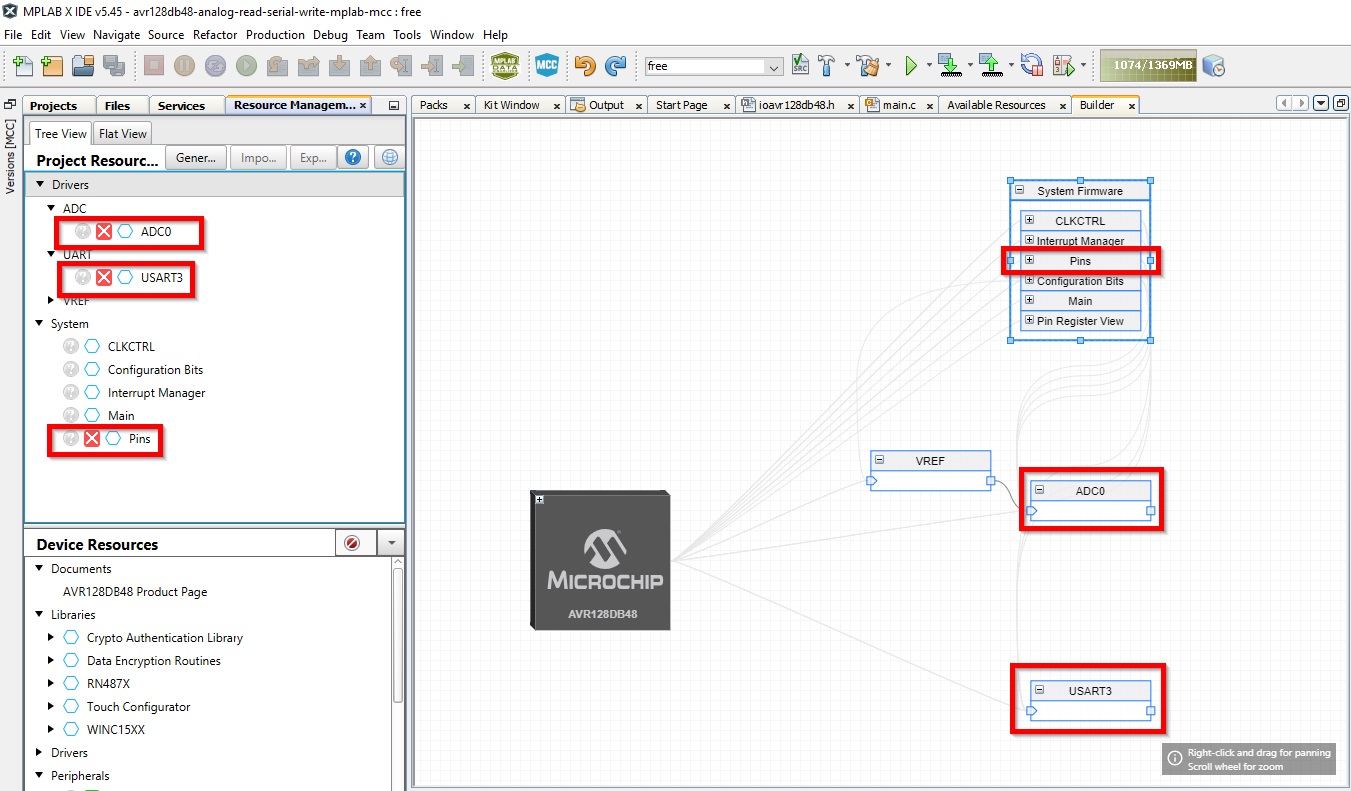 MPLAB X IDE v5.45 - avr128db48-analog-read-serial-write-mplab-mcc : free
File Edit View Navigate Source Refactor Production Debug Team Tools Window Help
MPLAB DATA
MCC
free
SRC
1074/1369MB
Projects Files Services Resource Managem... ×
Packs × Kit Window × Output × Start Page × ioavr128db48.h × main.c × Available Resources × Builder ×
Versions [MCC]
Tree View Flat View
Project Resourc... Gener... Impo... Exp...
Drivers
ADC
ADC0
UART
USART3
VREF
System
CLKCTRL
Configuration Bits
Interrupt Manager
Main
Pins
Device Resources
Documents
AVR128DB48 Product Page
Libraries
Crypto Authentication Library
Data Encryption Routines
RN487X
Touch Configurator
WINC15XX
Drivers
Peripherals
System Firmware
CLKCTRL
Interrupt Manager
Pins
Configuration Bits
Main
Pin Register View
VREF
ADC0
MICROCHIP
AVR128DB48
USART3
Right-click and drag for panning
Scroll wheel for zoom